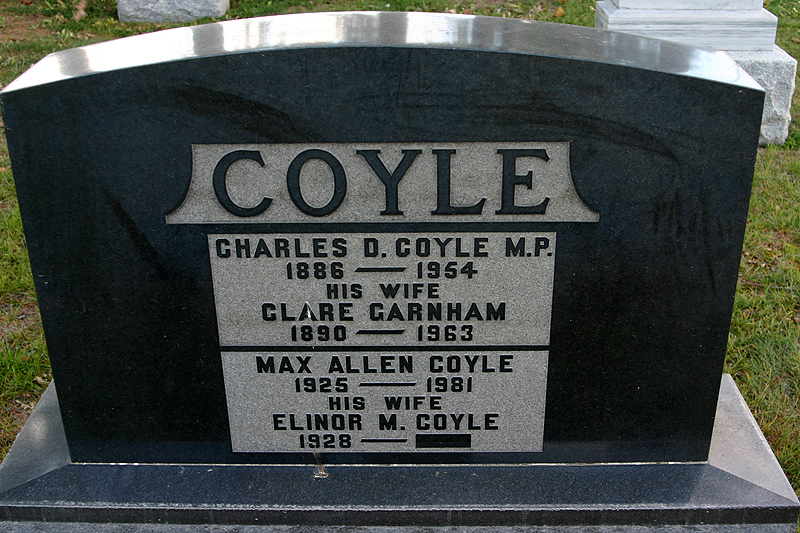 COYLE
CHARLES D. COYLE M.P.
1886 — 1954
HIS WIFE
CLARE GARNHAM
1890 — 1963
MAX ALLEN COYLE
1925 — 1981
HIS WIFE
ELINOR M. COYLE
1928 —